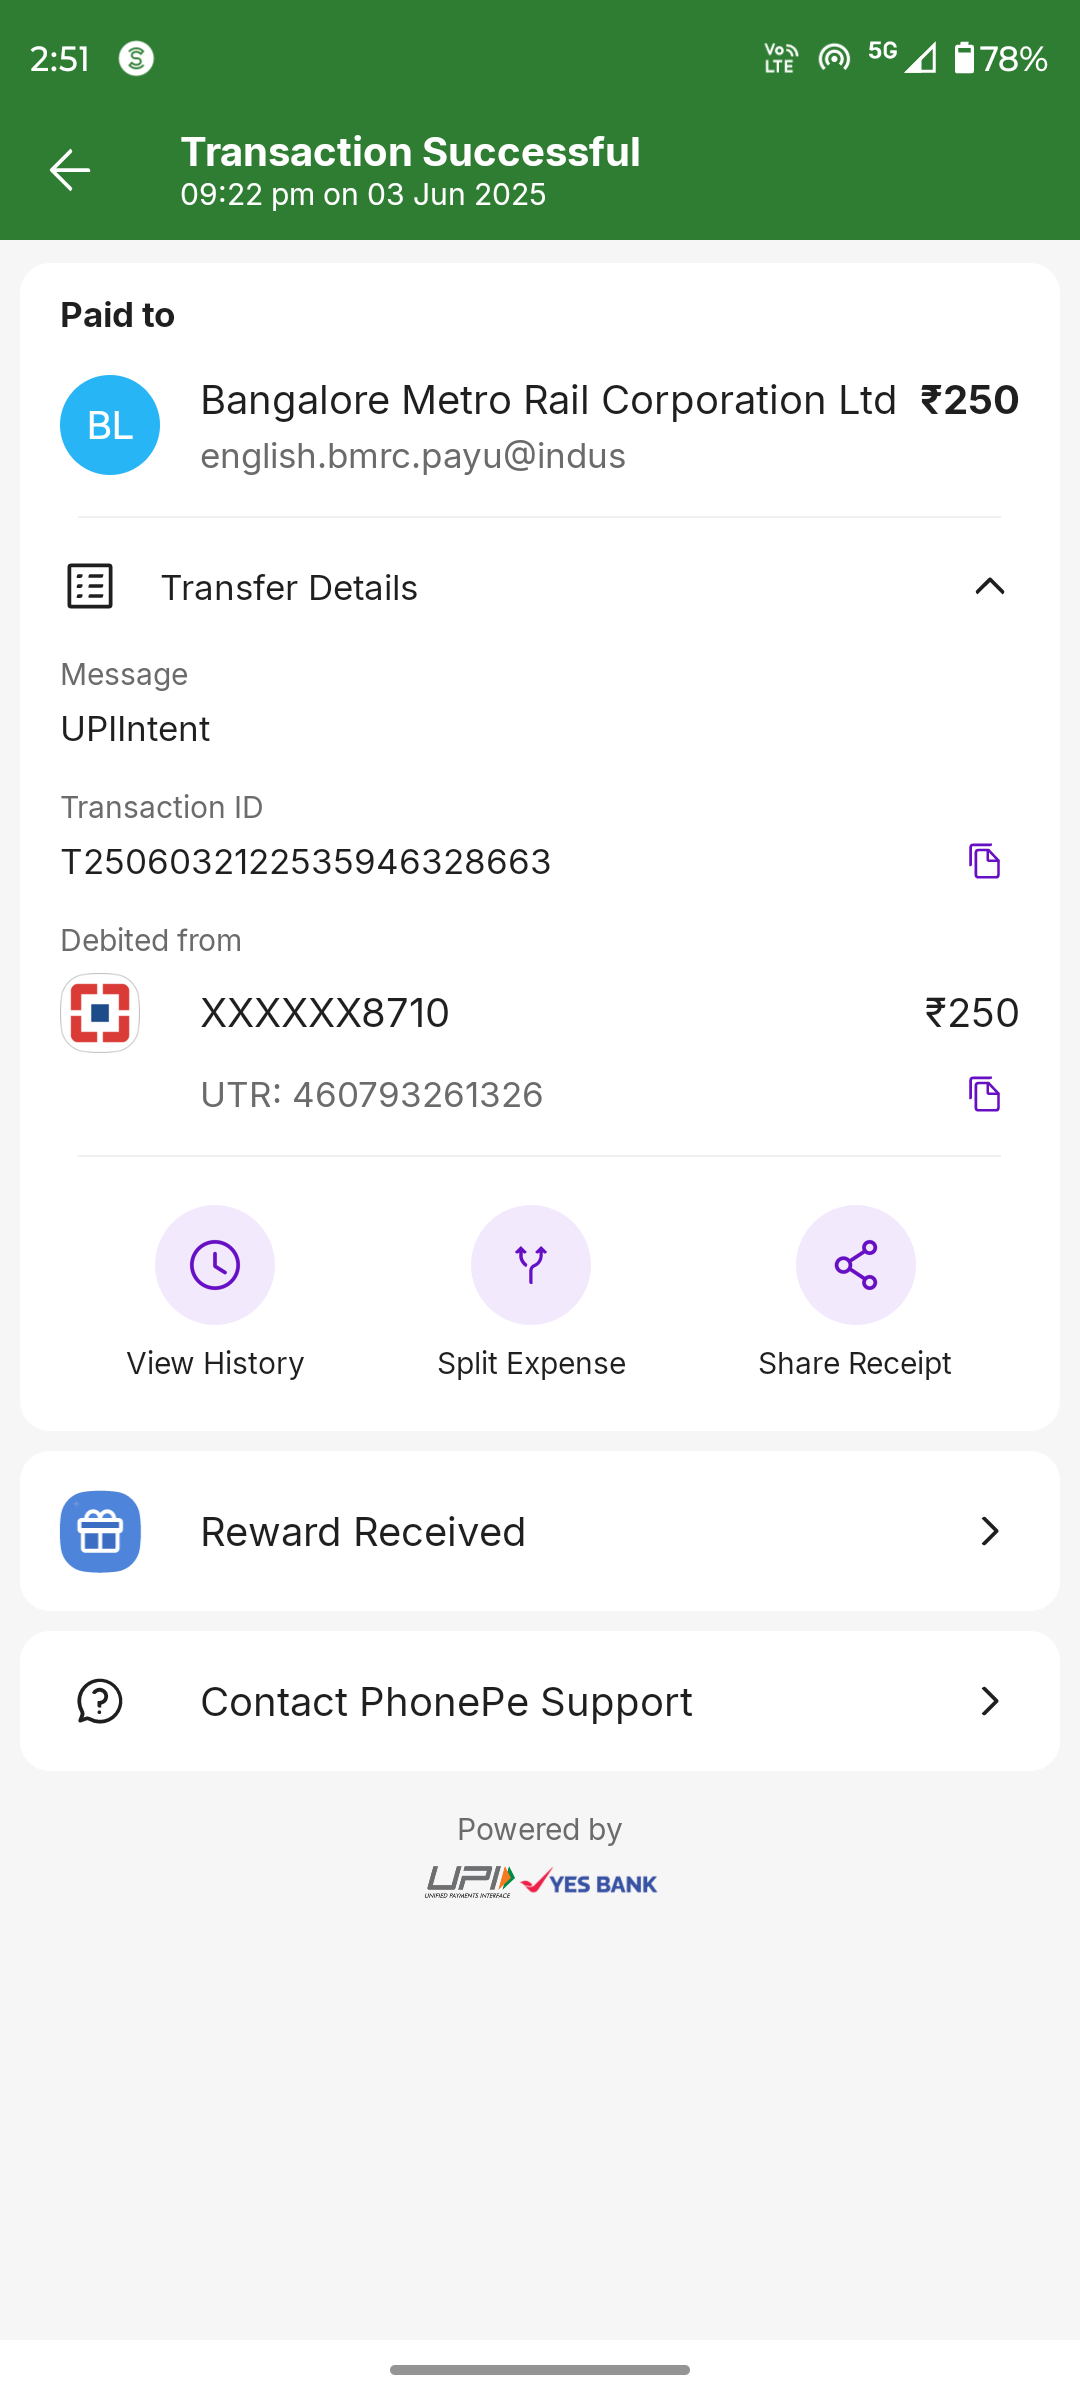 2:51
Vo LTE 5G 78%
Transaction Successful
09:22 pm on 03 Jun 2025
Paid to
BL
Bangalore Metro Rail Corporation Ltd ₹250
english.bmrc.payu@indus
Transfer Details
Message
UPIIntent
Transaction ID
T2506032122535946328663
Debited from
XXXXXX8710 ₹250
UTR: 460793261326
View History Split Expense Share Receipt
Reward Received
Contact PhonePe Support
Powered by
UPI YES BANK
UNIFIED PAYMENTS INTERFACE